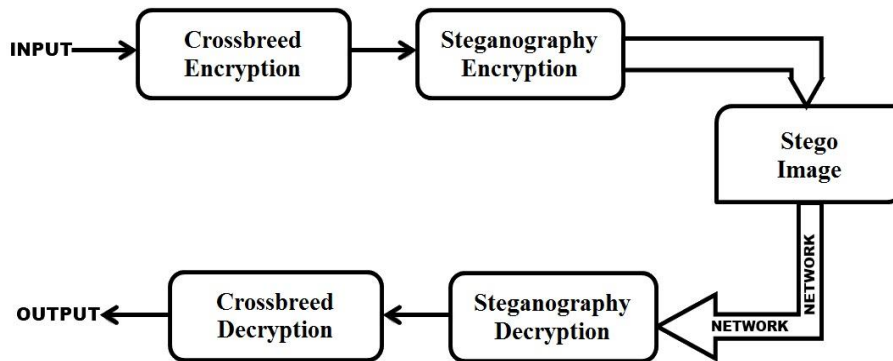 INPUT
Crossbreed
Encryption
Steganography
Encryption
Stego
Image
NETWORK
NETWORK
Steganography
Decryption
Crossbreed
Decryption
OUTPUT